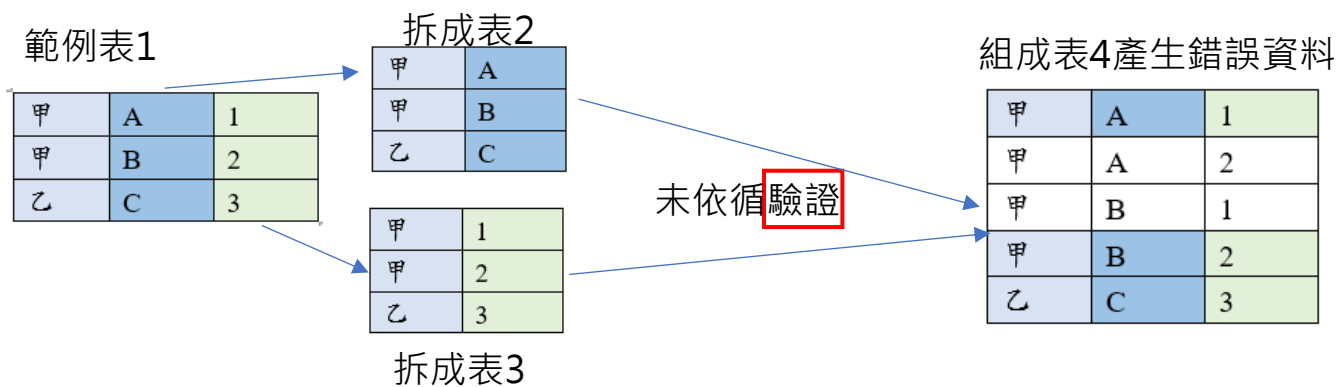 範例表1
甲 A 1
甲 B 2
乙 C 3
拆成表2
甲 A
甲 B
乙 C
甲 1
甲 2
乙 3
拆成表3
未依循驗證
組成表4產生錯誤資料
甲 A 1
甲 A 2
甲 B 1
甲 B 2
乙 C 3